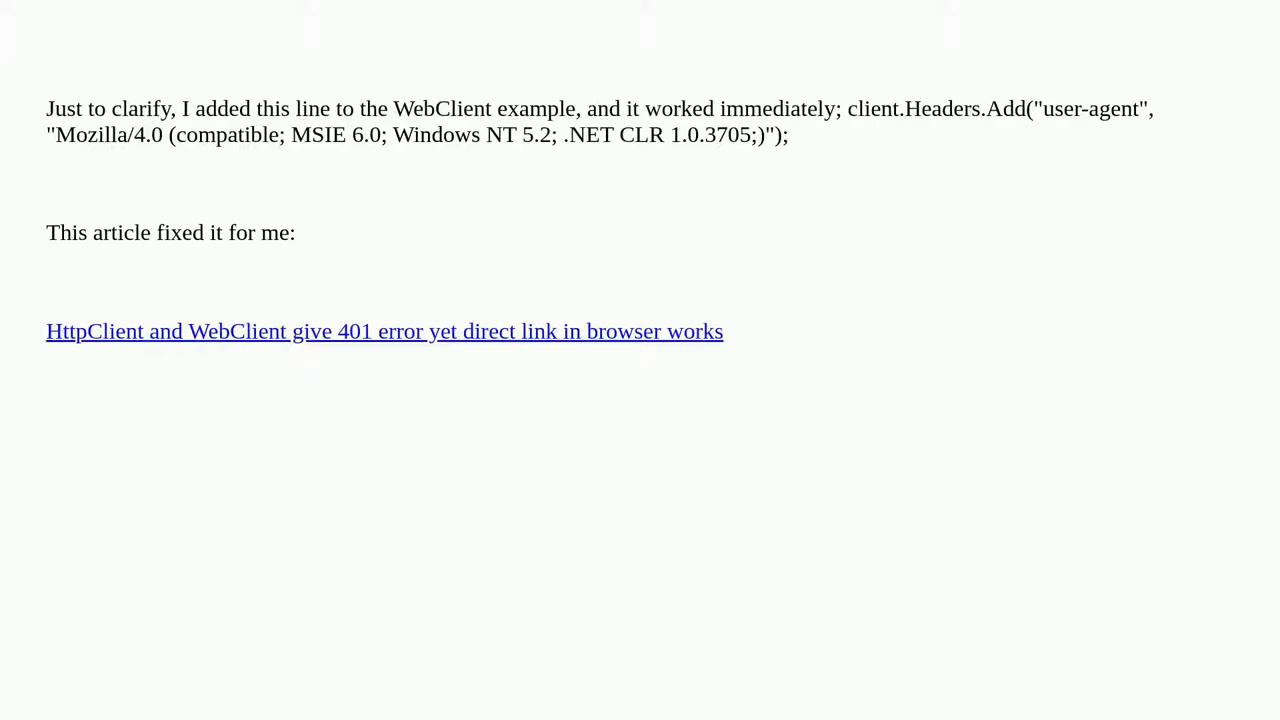 Just to clarify, I added this line to the WebClient example, and it worked immediately; client.Headers.Add("user-agent",
"Mozilla/4.0 (compatible; MSIE 6.0; Windows NT 5.2; .NET CLR 1.0.3705;)");
This article fixed it for me:
HttpClient and WebClient give 401 error yet direct link in browser works